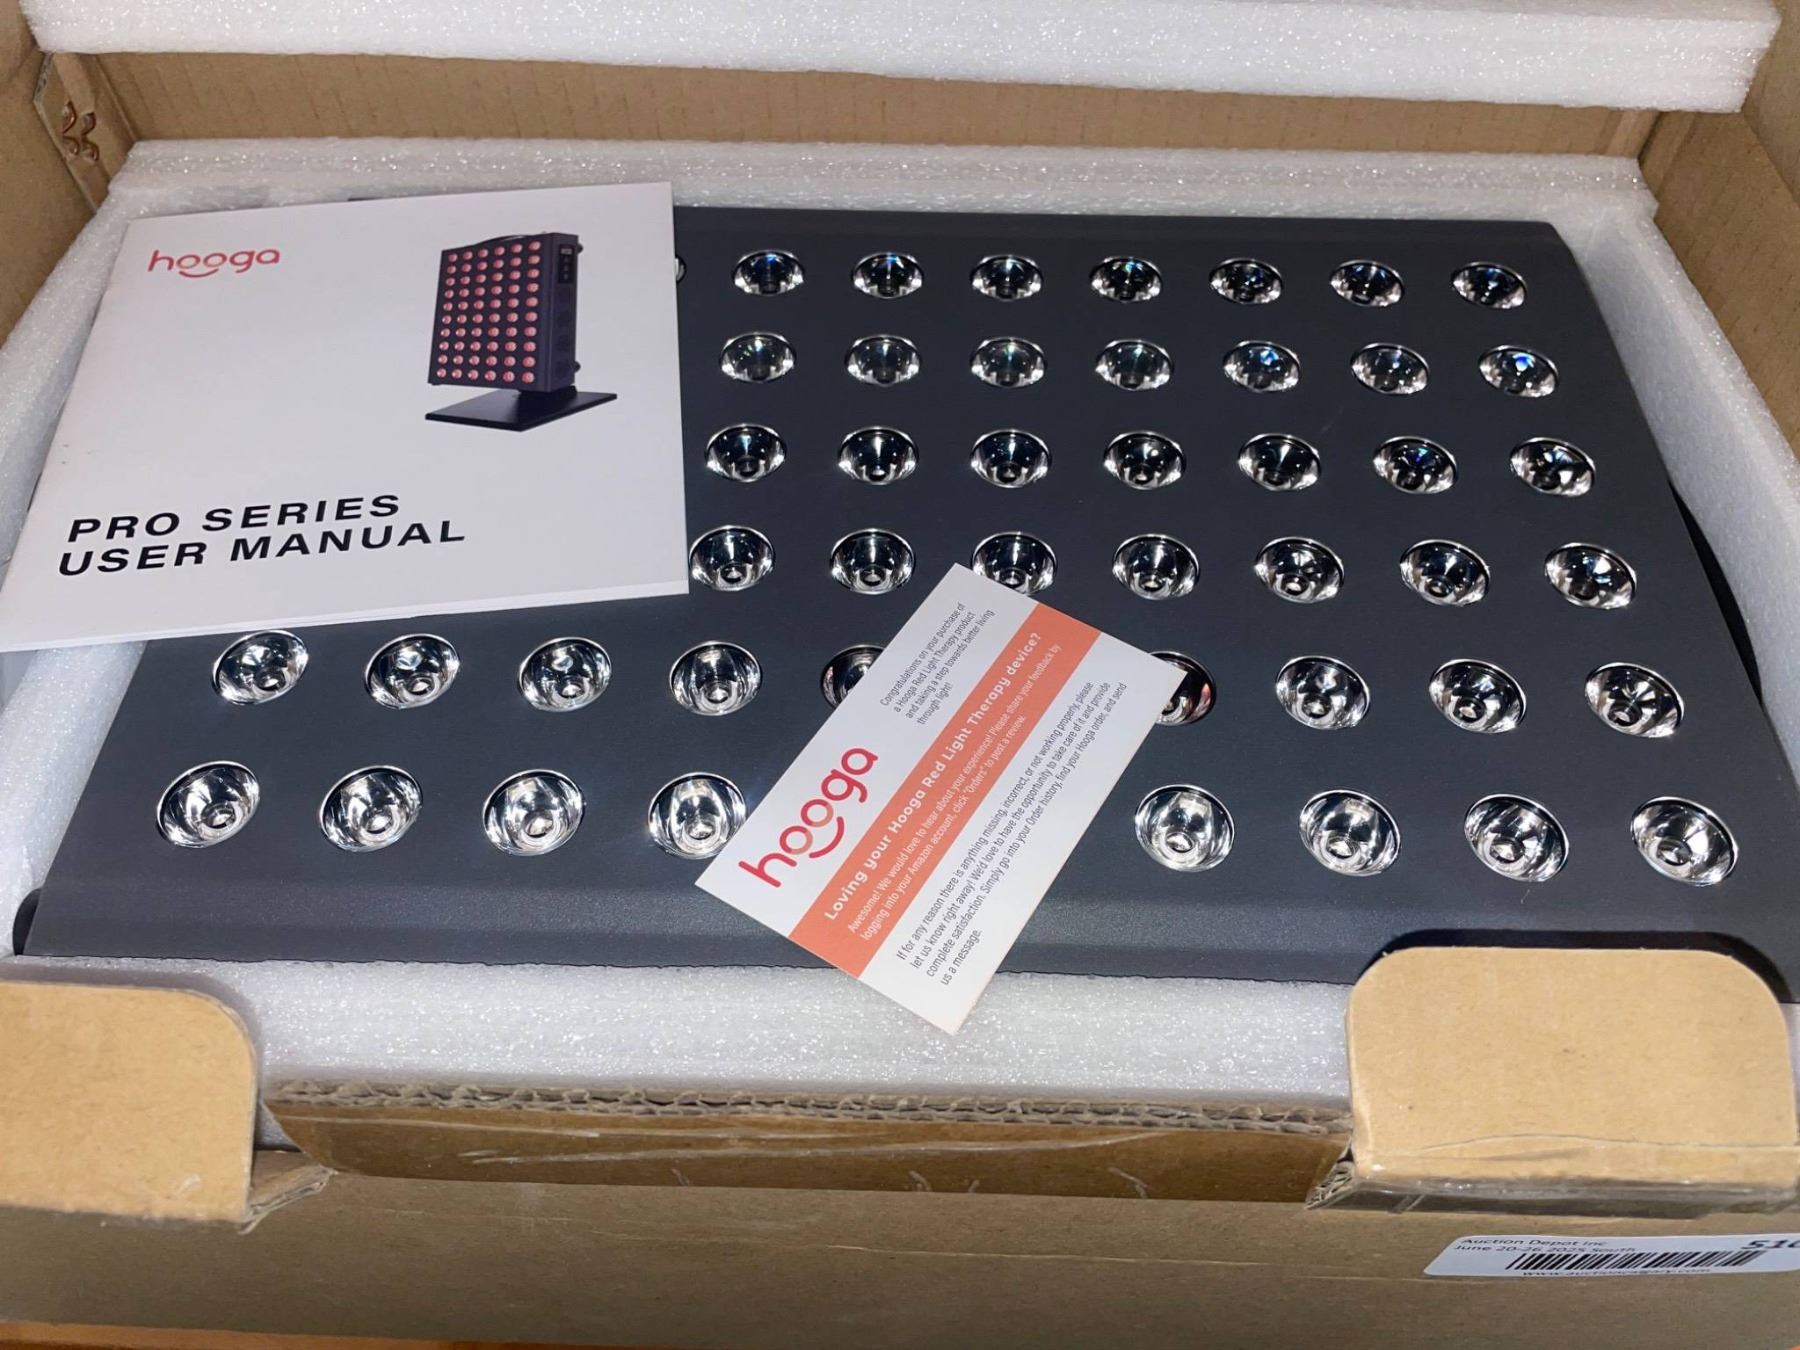 hooga
PRO SERIES
USER MANUAL
Congratulations on your purchase of
a Hooga Red Light Therapy product
and taking a step towards better living
through light!
hooga
Loving your Hooga Red Light Therapy device?
Awesome! We would love to hear about your experience! Please share your feedback by
logging into your Amazon account, click "Orders" to post a review.
If for any reason there is anything missing, incorrect, or not working properly, please
let us know right away! We'd love to have the opportunity to take care of it and provide
complete satisfaction. Simply go into your Order history, find your Hooga order, and send
us a message.
Auction Depot Inc
June 20-26 2025 South